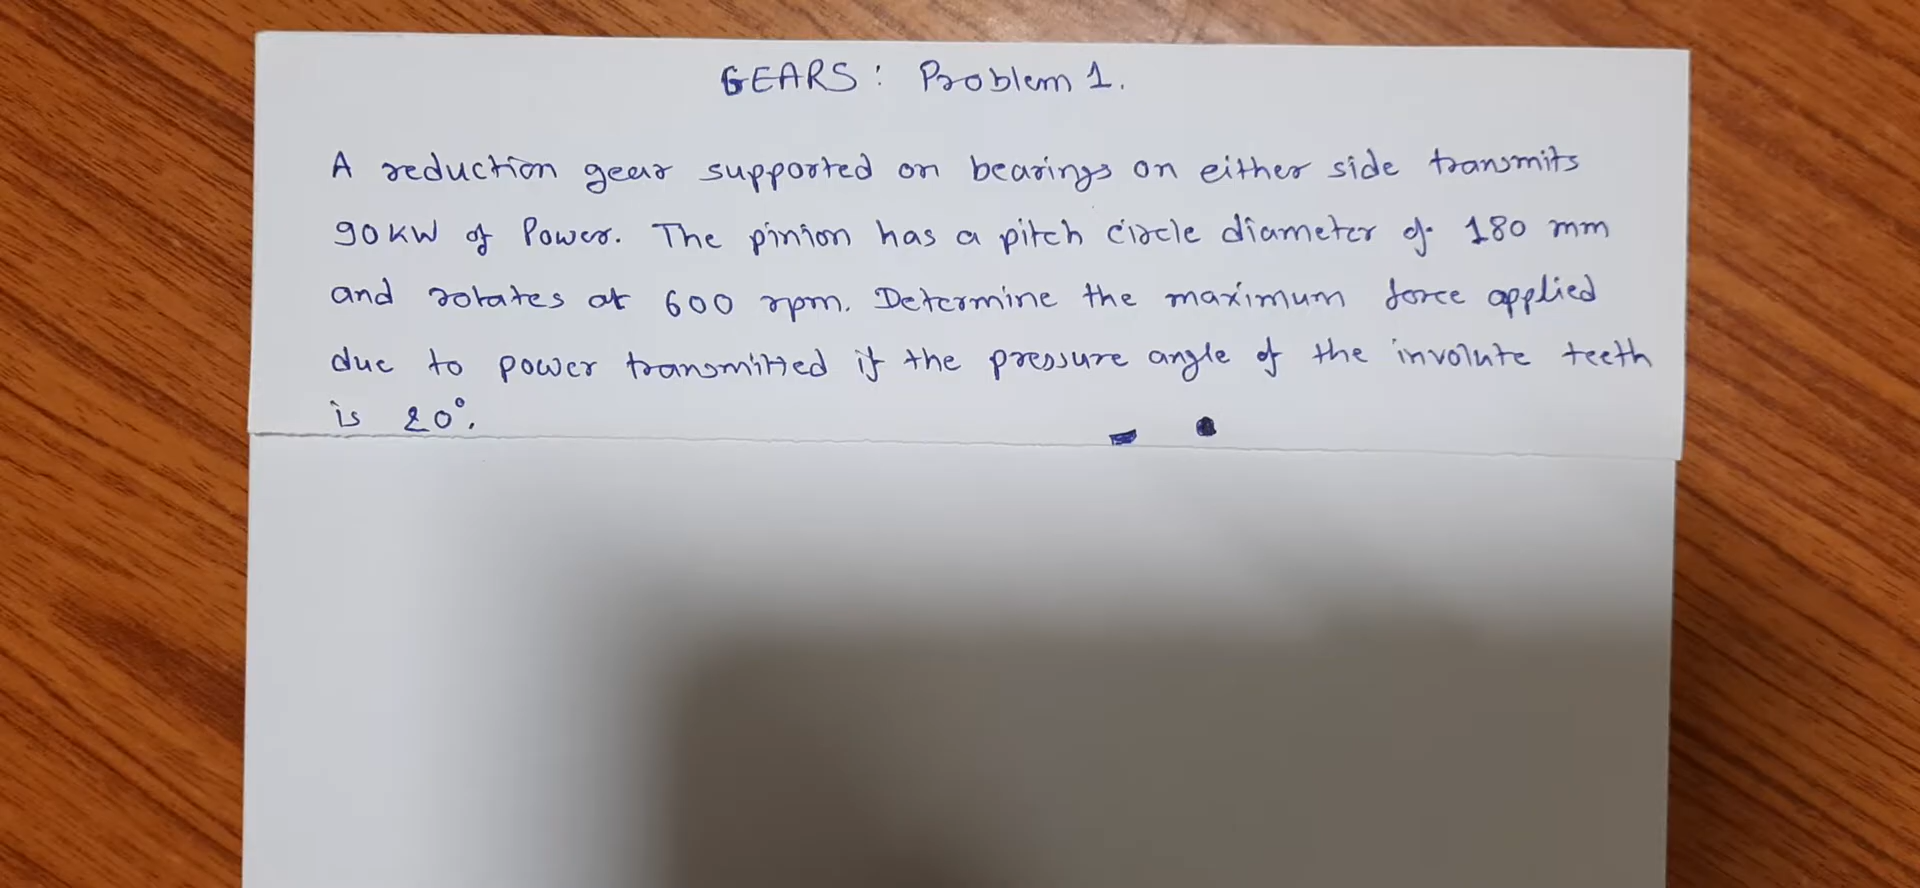 GEARS: Problem 1.
A reduction gear supported on bearings on either side transmits
90KW of Power. The pinion has a pitch circle diameter of 180 mm
and rotates at 600 rpm. Determine the maximum force applied
due to power transmitted if the pressure angle of the involute teeth
is 20°.